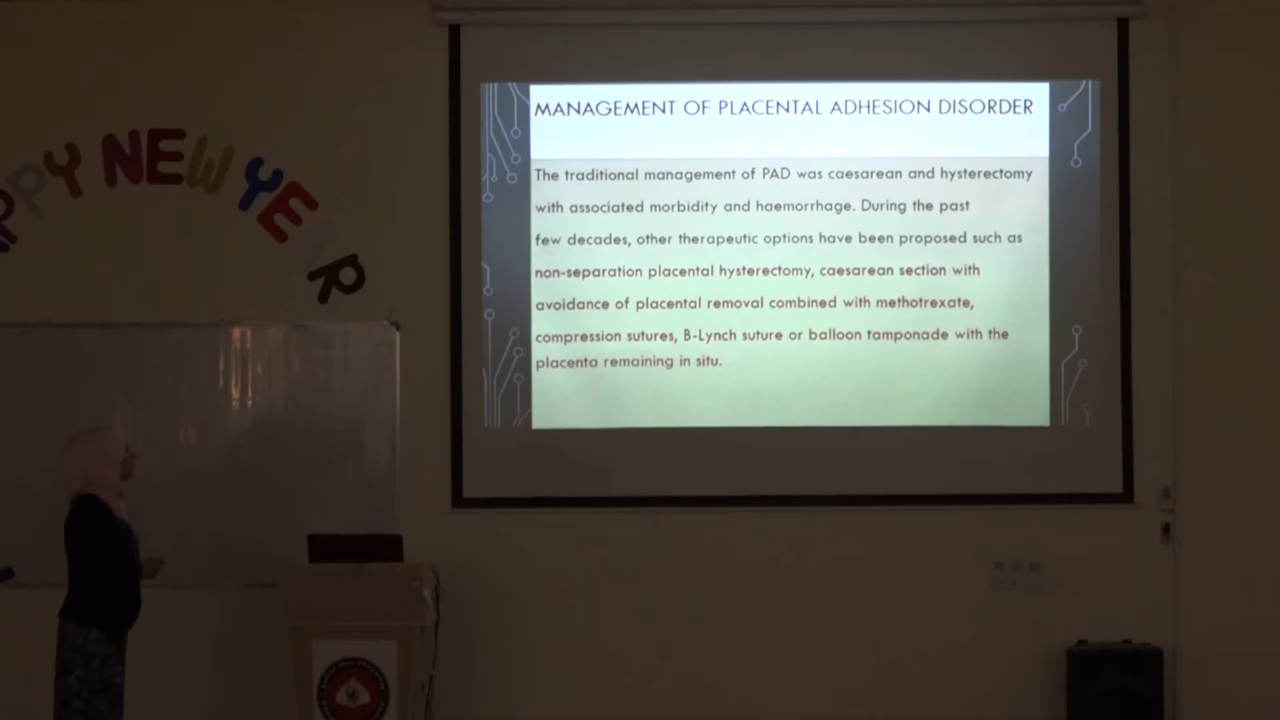 PPY NEW YE R
MANAGEMENT OF PLACENTAL ADHESION DISORDER
The traditional management of PAD was caesarean and hysterectomy
with associated morbidity and haemorrhage. During the past
few decades, other therapeutic options have been proposed such as
non-separation placental hysterectomy, caesarean section with
avoidance of placental removal combined with methotrexate,
compression sutures, B-Lynch suture or balloon tamponade with the
placenta remaining in situ.